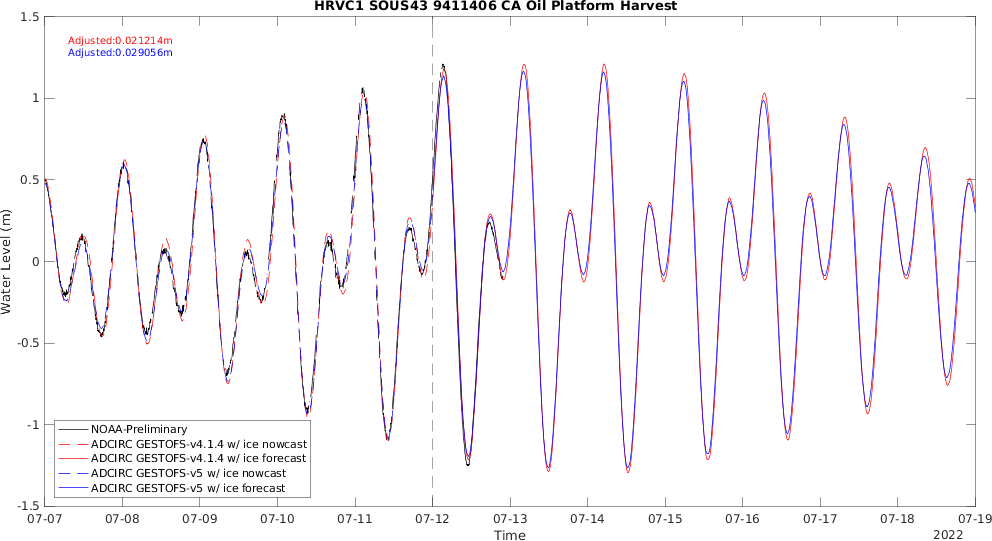 HRVC1 SOUS43 9411406 CA Oil Platform Harvest
Adjusted:0.021214m
Adjusted:0.029056m
1.5
1
0.5
0
-0.5
-1
-1.5
Water Level (m)
NOAA-Preliminary
ADCIRC GESTOFS-v4.1.4 w/ ice nowcast
ADCIRC GESTOFS-v4.1.4 w/ ice forecast
ADCIRC GESTOFS-v5 w/ ice nowcast
ADCIRC GESTOFS-v5 w/ ice forecast
07-07 07-08 07-09 07-10 07-11 07-12 07-13 07-14 07-15 07-16 07-17 07-18 07-19
Time
2022